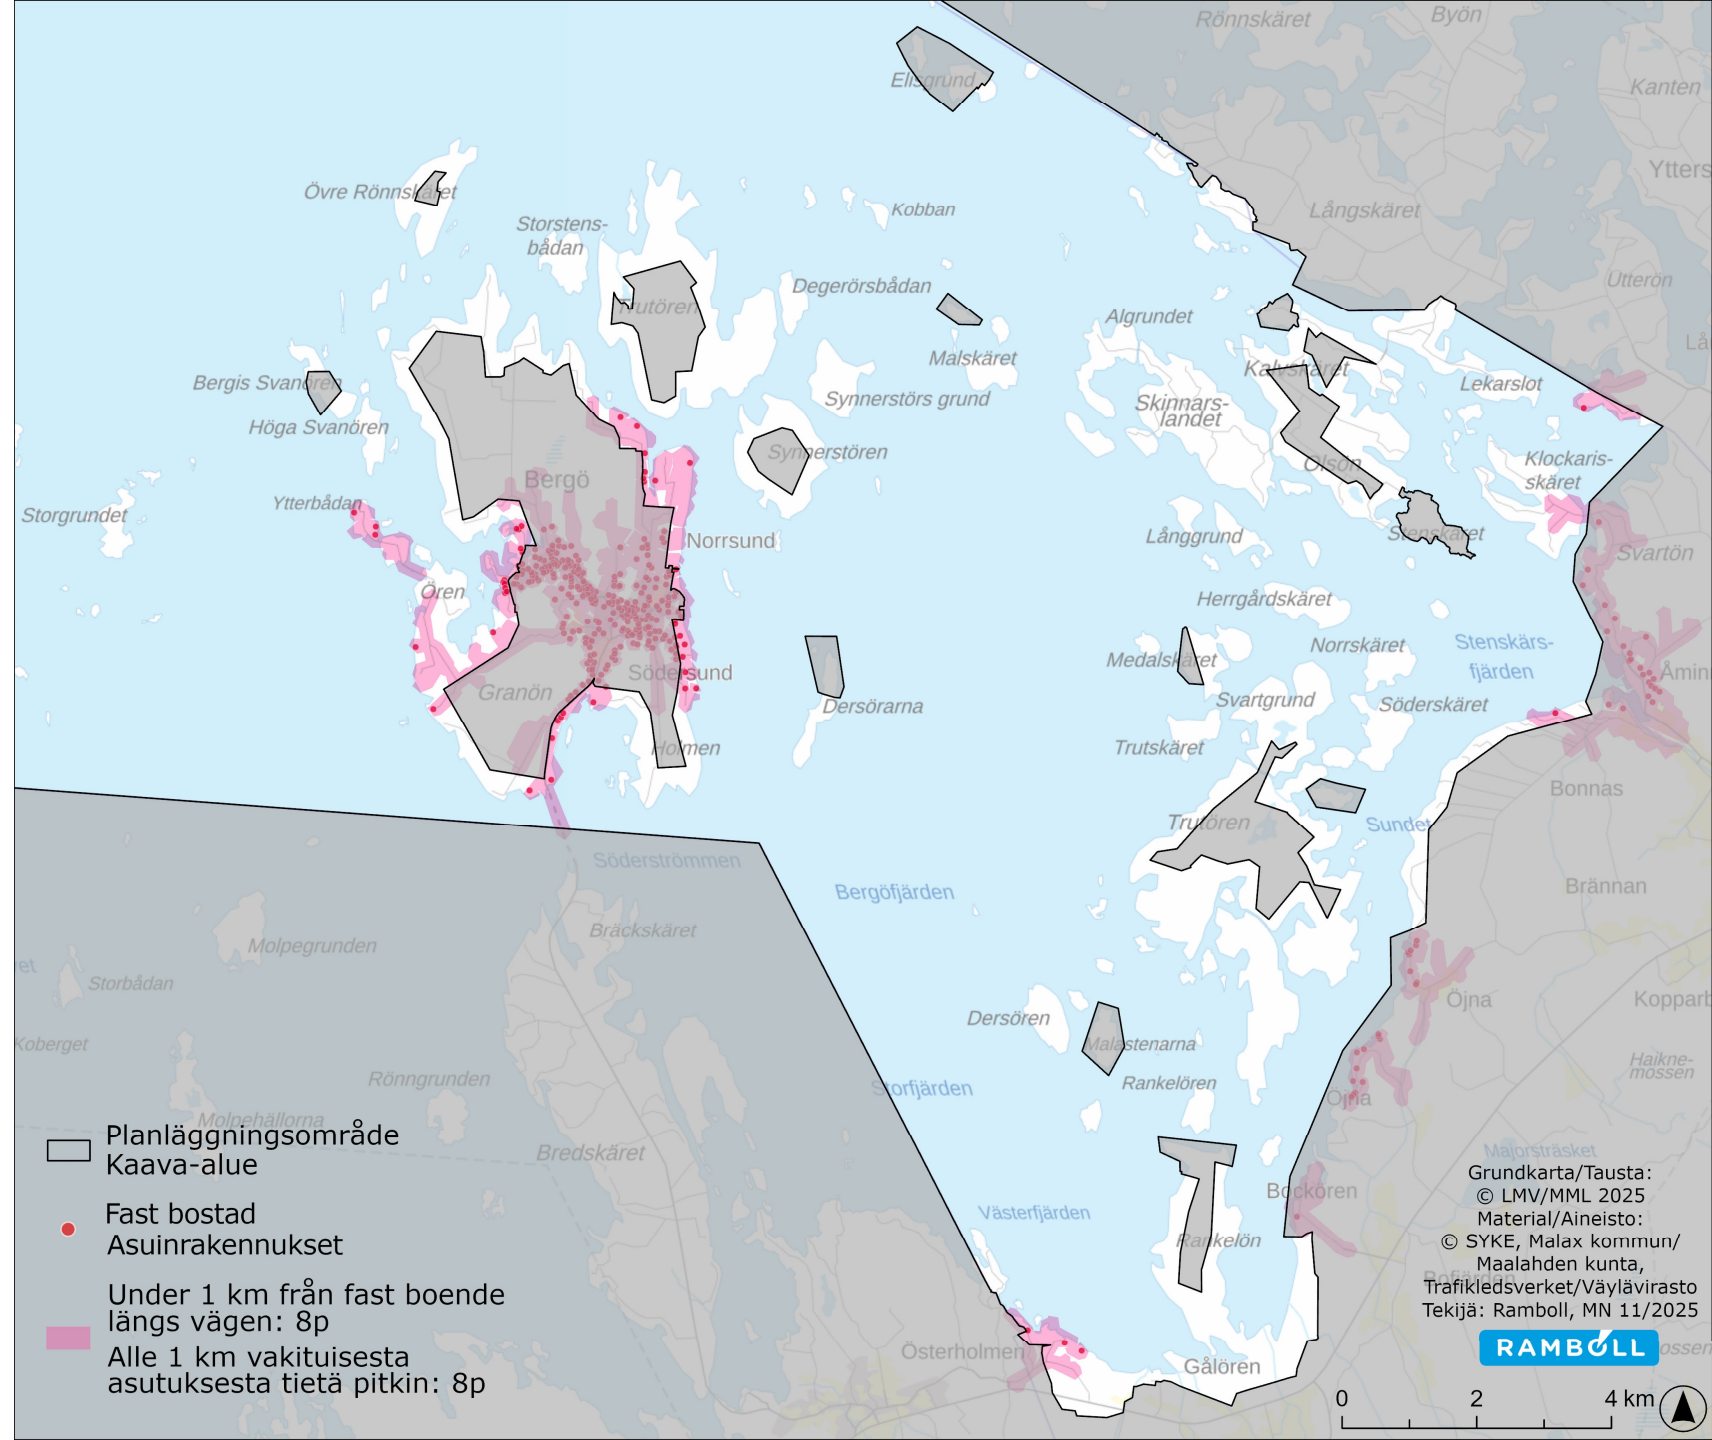 Rönnskäret
Byön
Kanten
Elisgrund
Ytters
Långskäret
Övre Rönnskäret
Storstens-
bådan
Kobban
Utterön
Trutören
Degerörsbådan
Algrundet
Malskäret
Kalvskäret
Lekarslot
Bergis Svanören
Synnerstörs grund
Skinnars-
landet
Höga Svanören
Synnerstören
Olsön
Klockaris-
skäret
Bergö
Ytterbådan
Storgrundet
Norrsund
Långgrund
Stenskäret
Svartön
Ören
Herrgårdskäret
Norrskäret
Stenskärs-
fjärden
Medalskäret
Södersund
Granön
Dersörarna
Svartgrund
Söderskäret
Holmen
Trutskäret
Bonnas
Trutören
Sundet
Söderströmmen
Bergöfjärden
Brännan
Bräckskäret
Molpegrunden
Storbådan
Öjna
Dersören
Malastenarna
Koberget
Rönngrunden
Storfjärden
Rankelören
Haikne-
mossen
Öjna
Molpehällorna
Bredskäret
Majorsträsket
Bockören
Västerfjärden
Rankelön
Österholmen
Gålören
Planläggningsområde
Kaava-alue
Fast bostad
Asuinrakennukset
Under 1 km från fast boende
längs vägen: 8p
Alle 1 km vakituisesta
asutuksesta tietä pitkin: 8p
Grundkarta/Tausta:
© LMV/MML 2025
Material/Aineisto:
© SYKE, Malax kommun/
Maalahden kunta,
Trafikledsverket/Väylävirasto
Tekijä: Ramboll, MN 11/2025
RAMBOLL
0 2 4 km